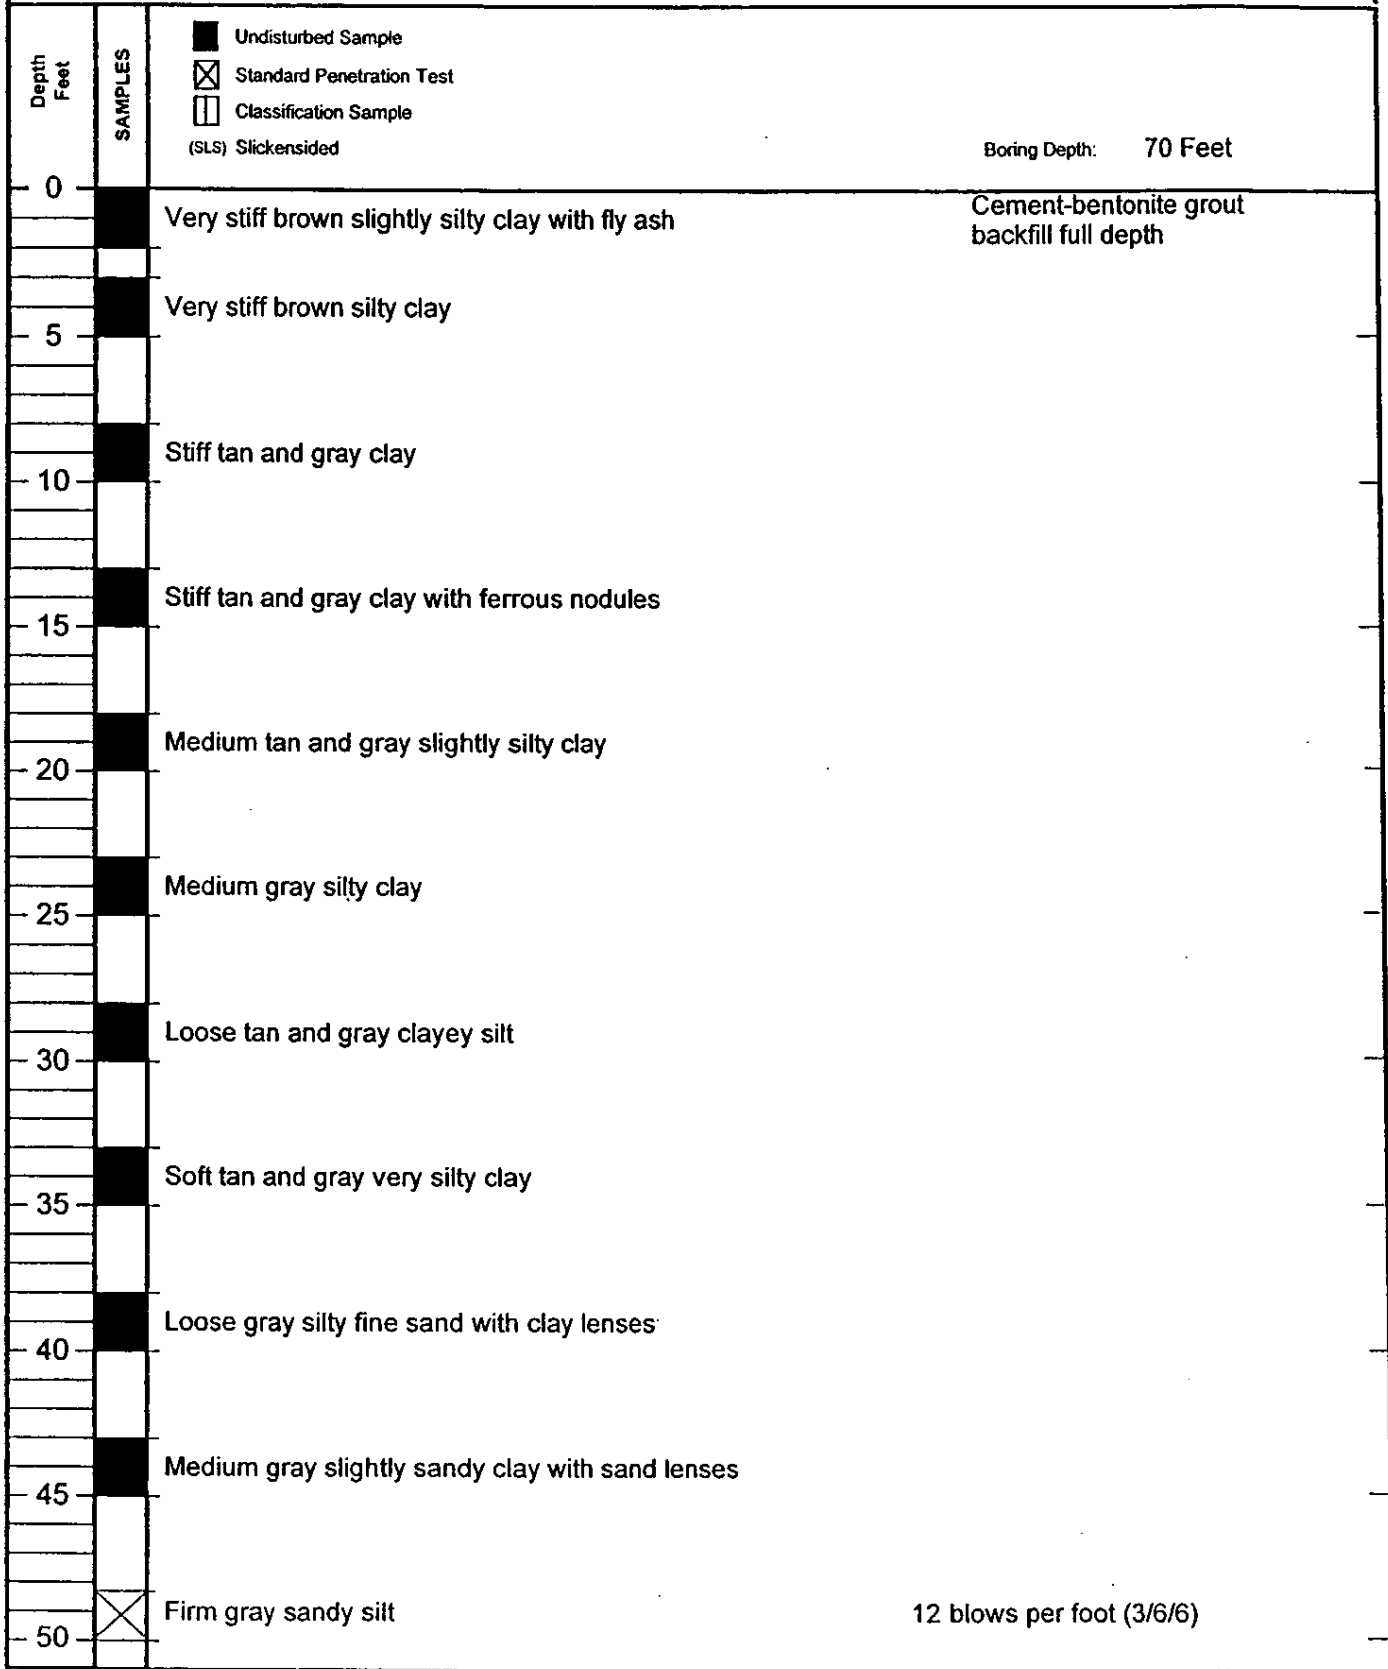 Depth
Feet
SAMPLES
Undisturbed Sample
Standard Penetration Test
Classification Sample
(SLS) Slickensided
Boring Depth: 70 Feet
0
Very stiff brown slightly silty clay with fly ash
Cement-bentonite grout
backfill full depth
Very stiff brown silty clay
5
Stiff tan and gray clay
10
Stiff tan and gray clay with ferrous nodules
15
Medium tan and gray slightly silty clay
20
Medium gray silty clay
25
Loose tan and gray clayey silt
30
Soft tan and gray very silty clay
35
Loose gray silty fine sand with clay lenses
40
Medium gray slightly sandy clay with sand lenses
45
Firm gray sandy silt 12 blows per foot (3/6/6)
50